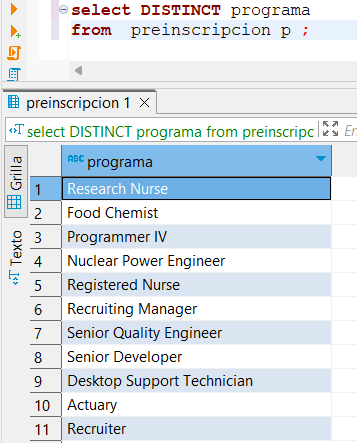 select DISTINCT programa
from preinscripcion p ;
preinscripcion 1
select DISTINCT programa from preinscripc
Grilla
Texto
ABC programa
1 Research Nurse
2 Food Chemist
3 Programmer IV
4 Nuclear Power Engineer
5 Registered Nurse
6 Recruiting Manager
7 Senior Quality Engineer
8 Senior Developer
9 Desktop Support Technician
10 Actuary
11 Recruiter